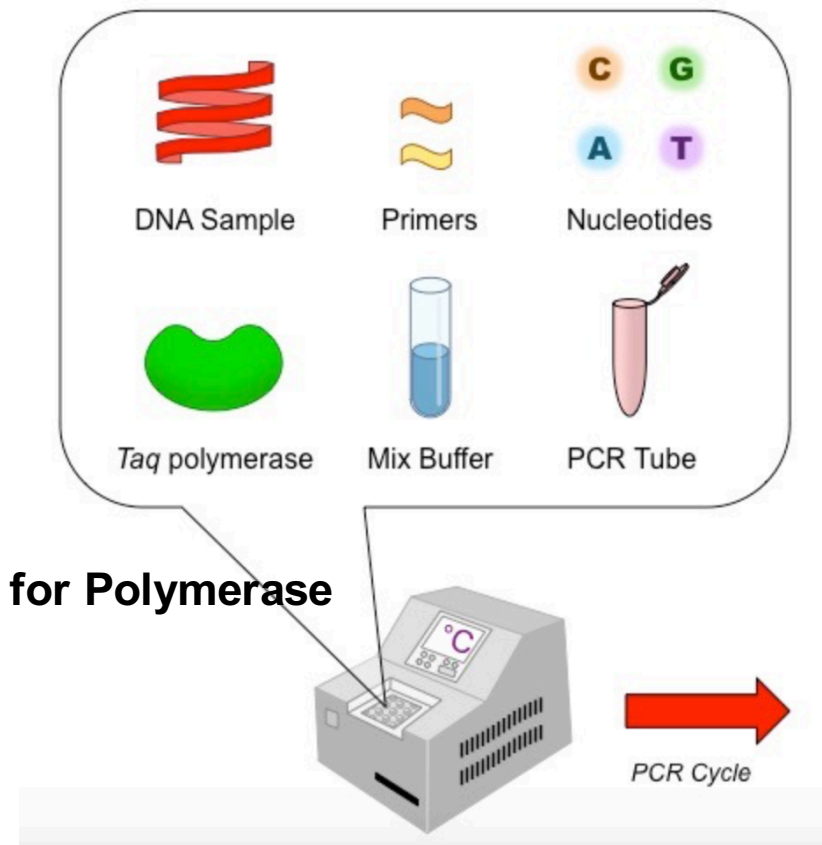 C G
A T
DNA Sample Primers Nucleotides
Taq polymerase Mix Buffer PCR Tube
for Polymerase
°C
PCR Cycle